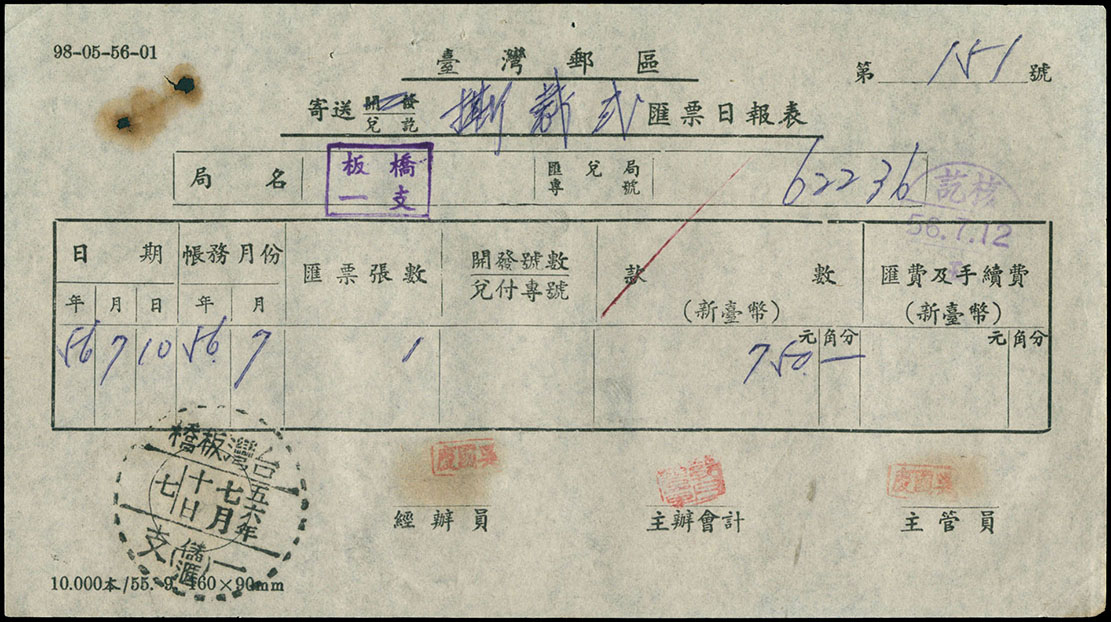 98-05-56-01
臺灣郵區
第 151 號
寄送 開發 兌訖 撕裂式 匯票日報表
局名 板橋一支 匯兌局專號 62236
核訖
56.7.12
日期 帳務月份 匯票張數 開發號數 兌付專號 款數 (新臺幣) 匯費及手續費 (新臺幣)
年 月 日 年 月 元 角分 元 角分
56 7 10 56. 7 1 750.—
台灣板橋
五六年
七月
十日
七
一支
(儲匯)
經辦員 主辦會計 主管員
10.000本/55. 9. 160×90mm